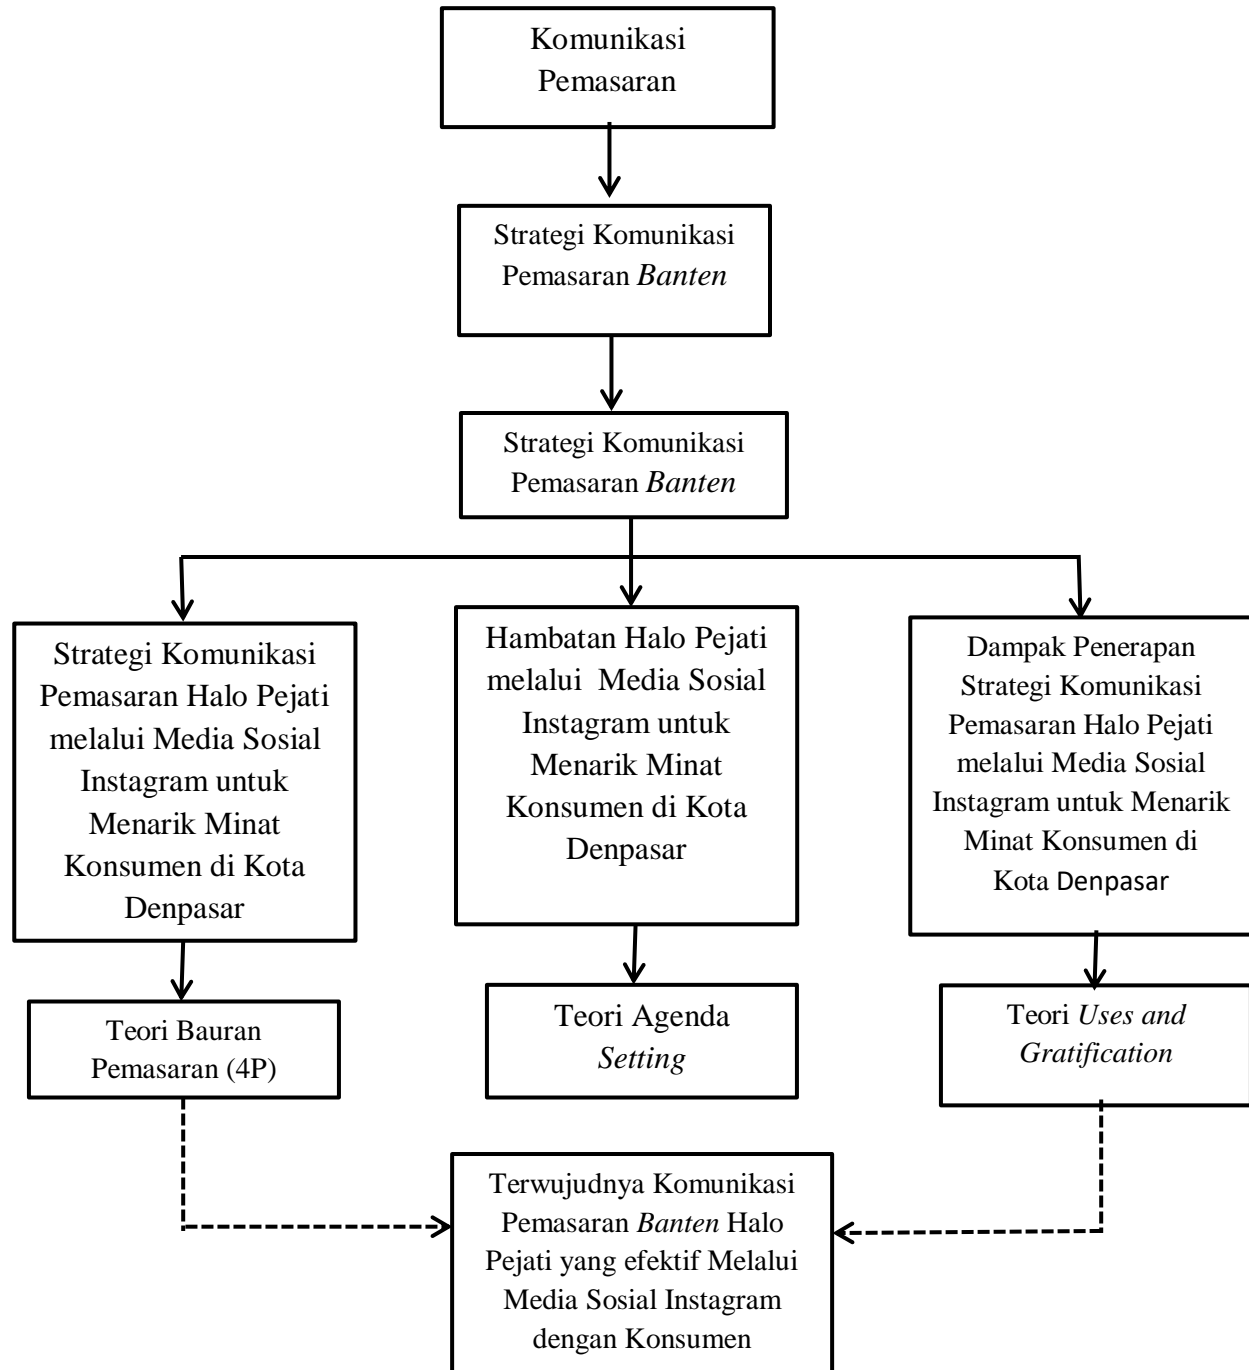 Komunikasi
Pemasaran
Strategi Komunikasi
Pemasaran Banten
Strategi Komunikasi
Pemasaran Banten
Strategi Komunikasi
Pemasaran Halo Pejati
melalui Media Sosial
Instagram untuk
Menarik Minat
Konsumen di Kota
Denpasar
Hambatan Halo Pejati
melalui Media Sosial
Instagram untuk
Menarik Minat
Konsumen di Kota
Denpasar
Dampak Penerapan
Strategi Komunikasi
Pemasaran Halo Pejati
melalui Media Sosial
Instagram untuk Menarik
Minat Konsumen di
Kota Denpasar
Teori Bauran
Pemasaran (4P)
Teori Agenda
Setting
Teori Uses and
Gratification
Terwujudnya Komunikasi
Pemasaran Banten Halo
Pejati yang efektif Melalui
Media Sosial Instagram
dengan Konsumen